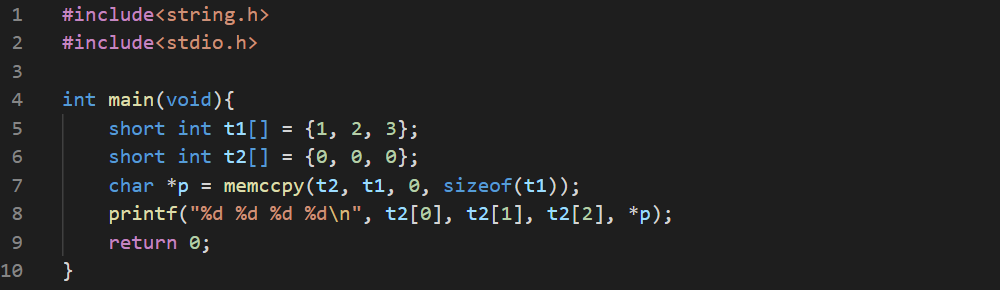 1 #include<string.h>
2 #include<stdio.h>
3
4 int main(void){
5     short int t1[] = {1, 2, 3};
6     short int t2[] = {0, 0, 0};
7     char *p = memccpy(t2, t1, 0, sizeof(t1));
8     printf("%d %d %d %d\n", t2[0], t2[1], t2[2], *p);
9     return 0;
10 }